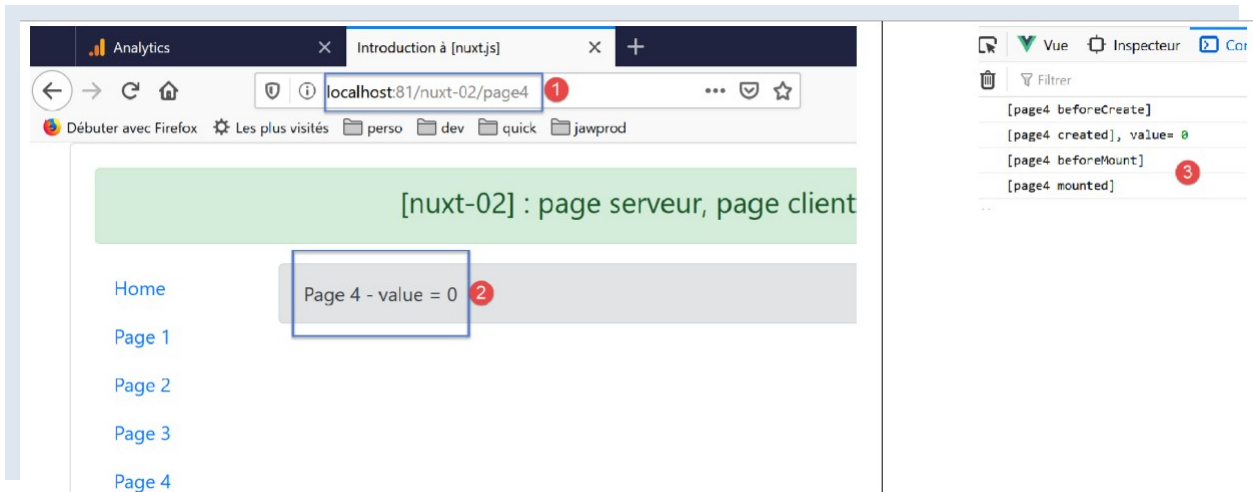 Analytics
Introduction à [nuxt.js]
localhost:81/nuxt-02/page4
1
Débuter avec Firefox
Les plus visités
perso
dev
quick
jawprod
[nuxt-02] : page serveur, page client
Home
Page 1
Page 2
Page 3
Page 4
Page 4 - value = 0
2
Vue
Inspecteur
Filtrer
[page4 beforeCreate]
[page4 created], value= 0
[page4 beforeMount]
[page4 mounted]
3